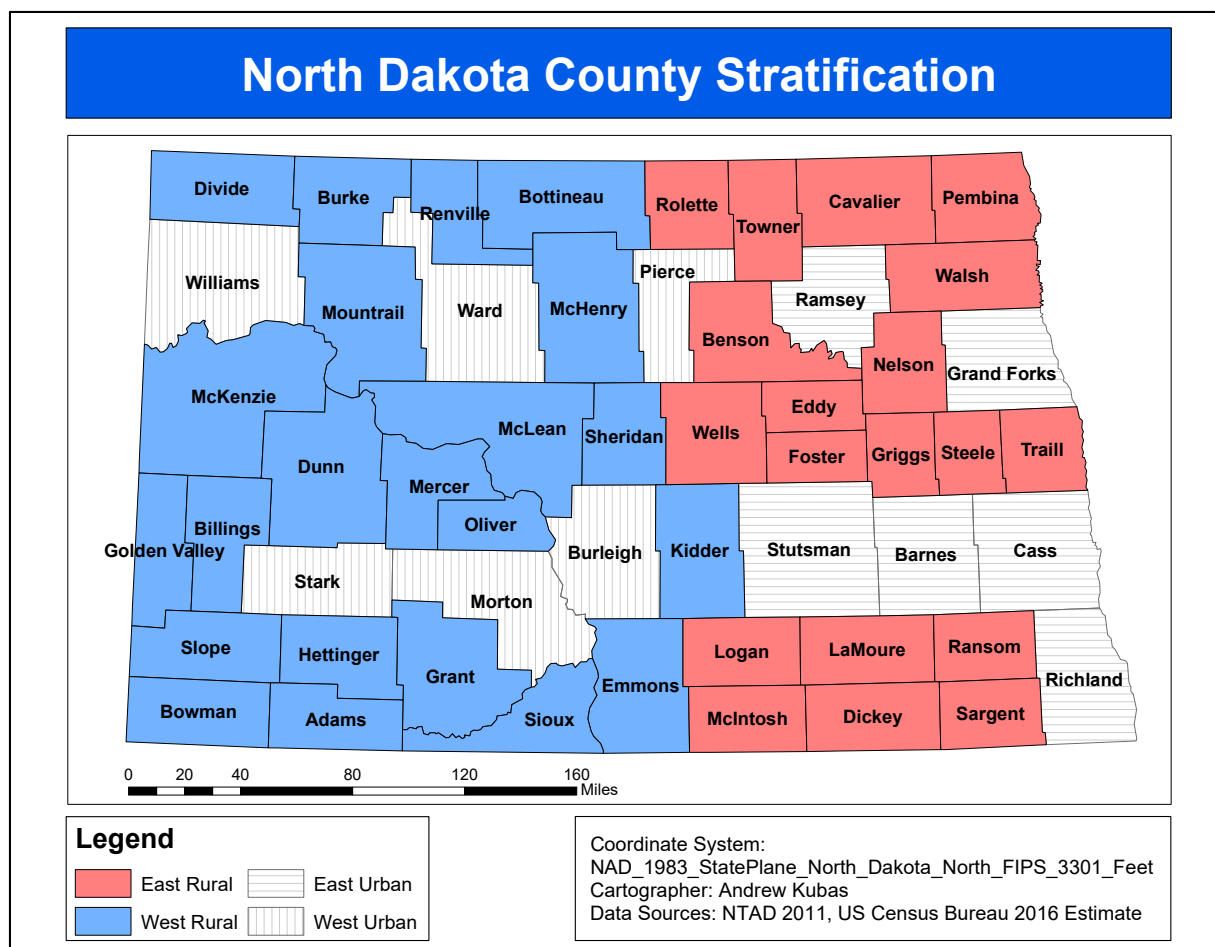 North Dakota County Stratification
Divide
Burke
Renville
Bottineau
Rolette
Towner
Cavalier
Pembina
Williams
Mountrail
Ward
McHenry
Pierce
Benson
Ramsey
Walsh
Nelson
Grand Forks
McKenzie
Dunn
McLean
Sheridan
Wells
Eddy
Foster
Griggs
Steele
Traill
Mercer
Oliver
Golden Valley
Billings
Stark
Morton
Burleigh
Kidder
Stutsman
Barnes
Cass
Slope
Hettinger
Grant
Emmons
Logan
LaMoure
Ransom
Richland
Bowman
Adams
Sioux
McIntosh
Dickey
Sargent
0 20 40 80 120 160
Miles
Legend
East Rural
East Urban
West Rural
West Urban
Coordinate System:
NAD_1983_StatePlane_North_Dakota_North_FIPS_3301_Feet
Cartographer: Andrew Kubas
Data Sources: NTAD 2011, US Census Bureau 2016 Estimate